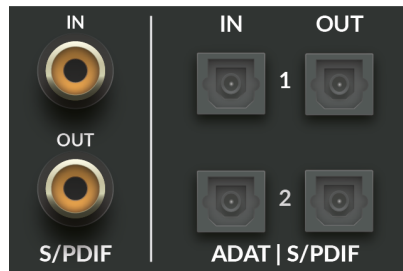 IN
OUT
S/PDIF
IN OUT
1
2
ADAT | S/PDIF